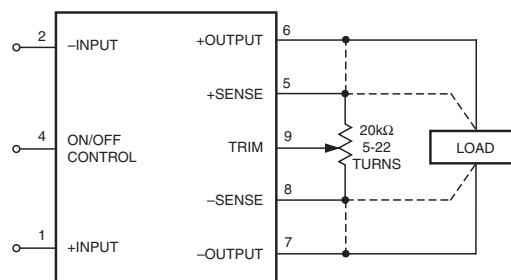 2 –INPUT +OUTPUT 6
+SENSE 5
4 ON/OFF
CONTROL
TRIM 9
20kΩ
5-22
TURNS
LOAD
–SENSE 8
1 +INPUT
–OUTPUT 7